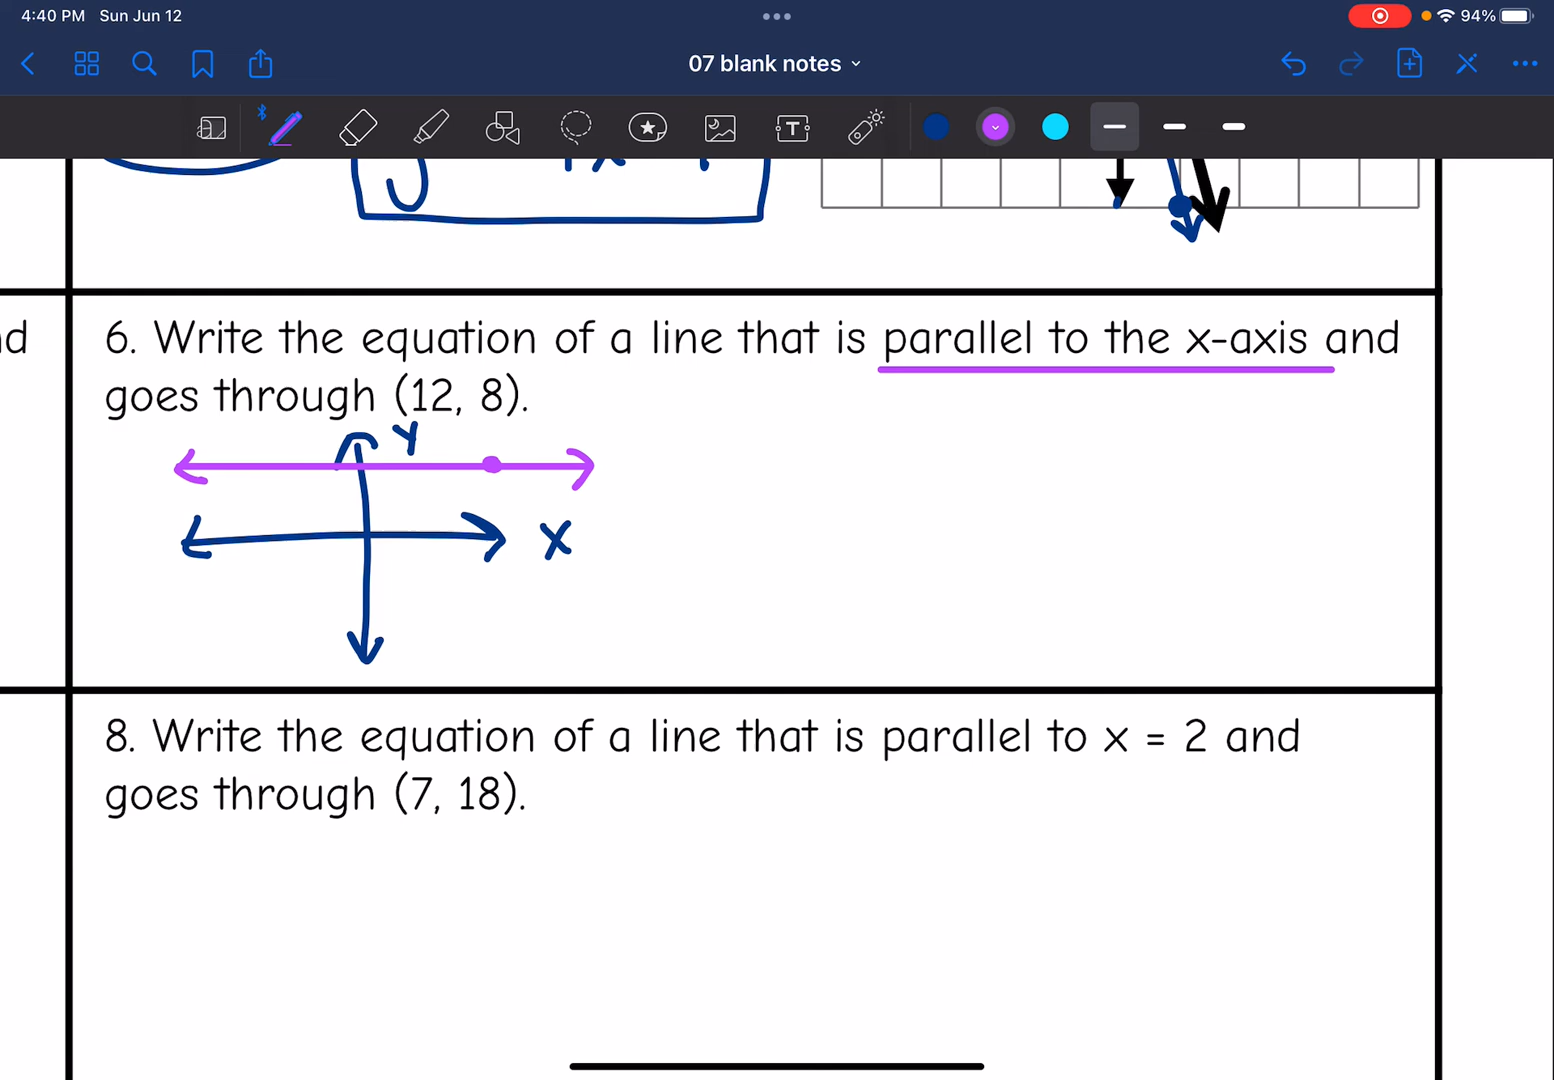 4:40 PM Sun Jun 12
94%
07 blank notes
T
nd
6. Write the equation of a line that is parallel to the x-axis and
goes through (12, 8).
Y
X
8. Write the equation of a line that is parallel to x = 2 and
goes through (7, 18).